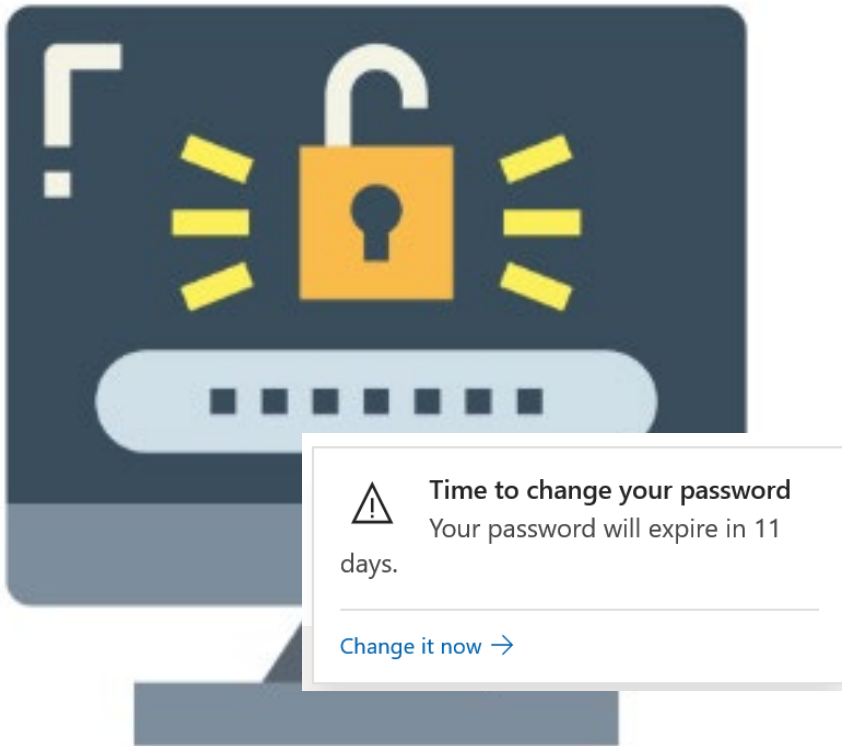 Time to change your password
Your password will expire in 11
days.
Change it now →